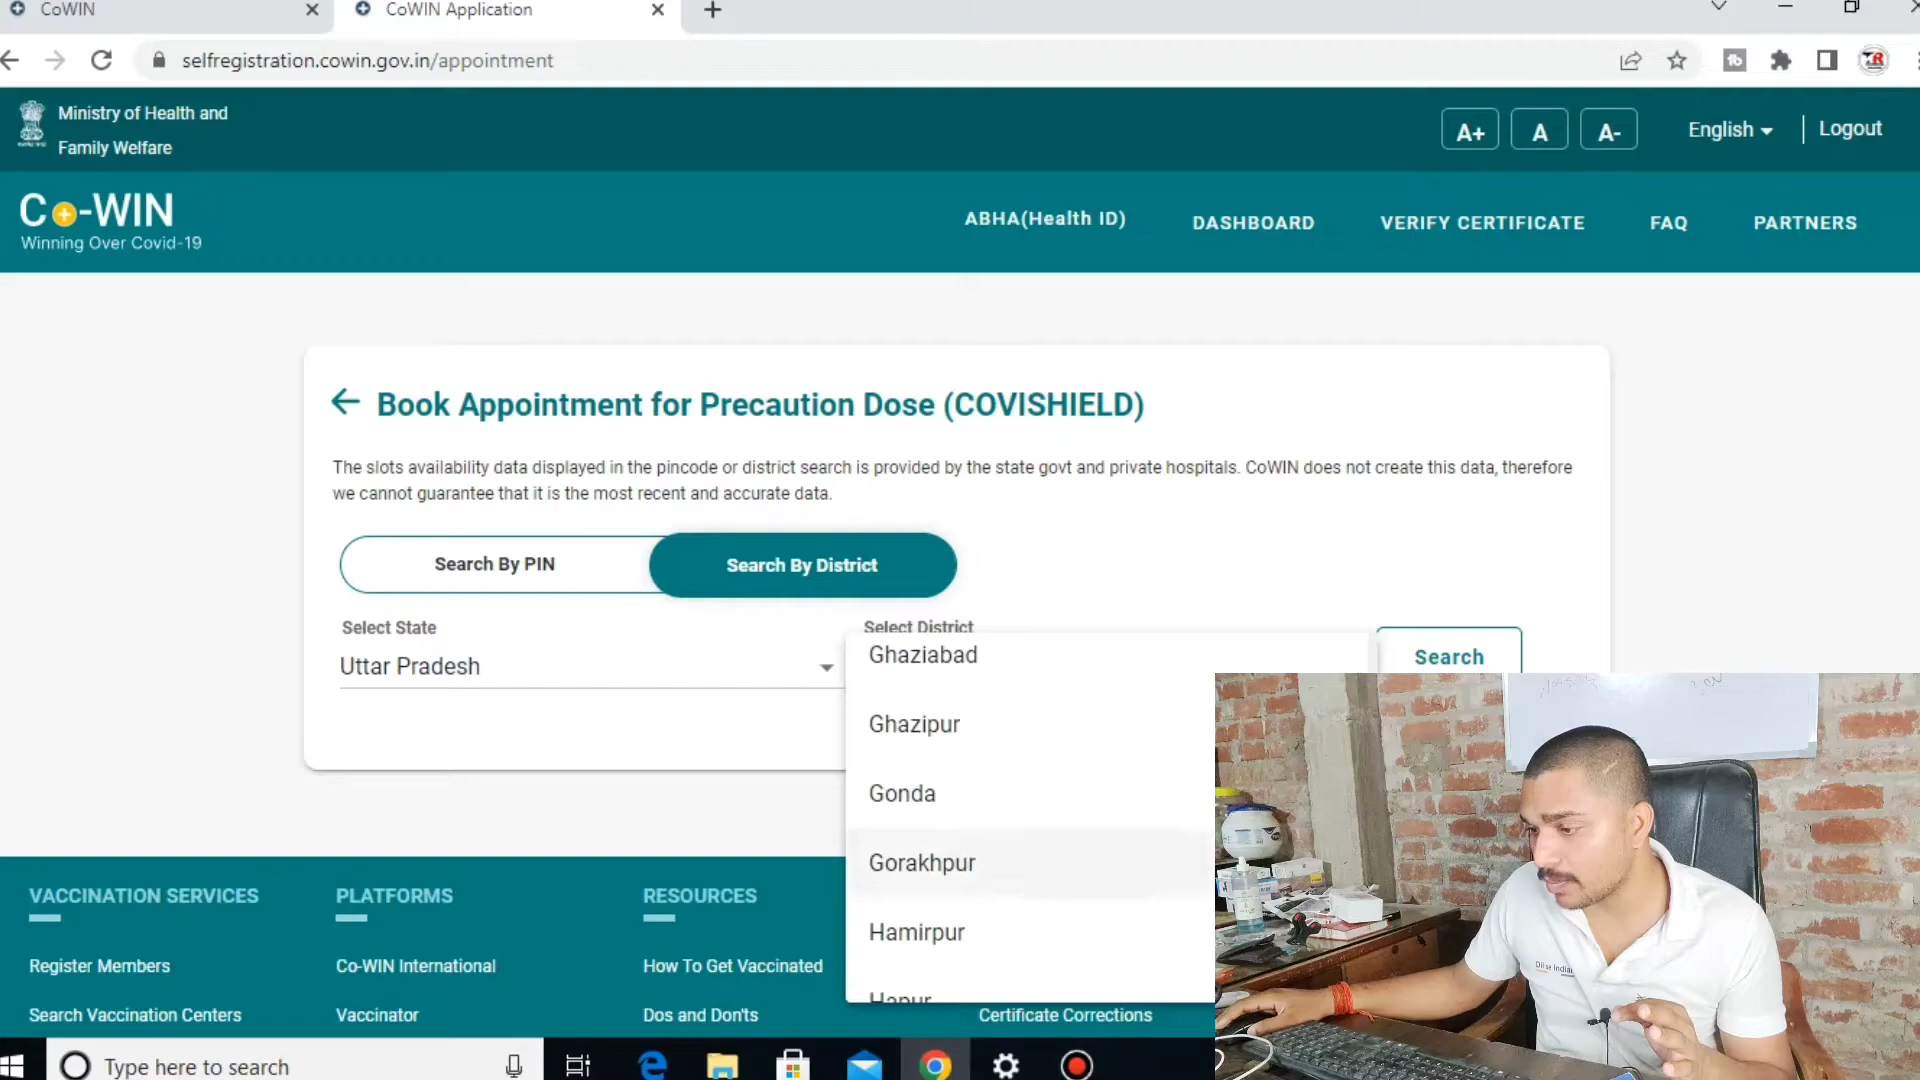 CoWIN
CoWIN Application
selfregistration.cowin.gov.in/appointment
Ministry of Health and
Family Welfare
A+
A
A-
English
Logout
Co-WIN
Winning Over Covid-19
ABHA(Health ID)
DASHBOARD
VERIFY CERTIFICATE
FAQ
PARTNERS
Book Appointment for Precaution Dose (COVISHIELD)
The slots availability data displayed in the pincode or district search is provided by the state govt and private hospitals. CoWIN does not create this data, therefore
we cannot guarantee that it is the most recent and accurate data.
Search By PIN
Search By District
Select State
Select District
Uttar Pradesh
Search
Ghaziabad
Ghazipur
Gonda
Gorakhpur
Hamirpur
Hapur
VACCINATION SERVICES
PLATFORMS
RESOURCES
Register Members
Co-WIN International
How To Get Vaccinated
Search Vaccination Centers
Vaccinator
Dos and Don'ts
Certificate Corrections
Dil se Indian
Type here to search